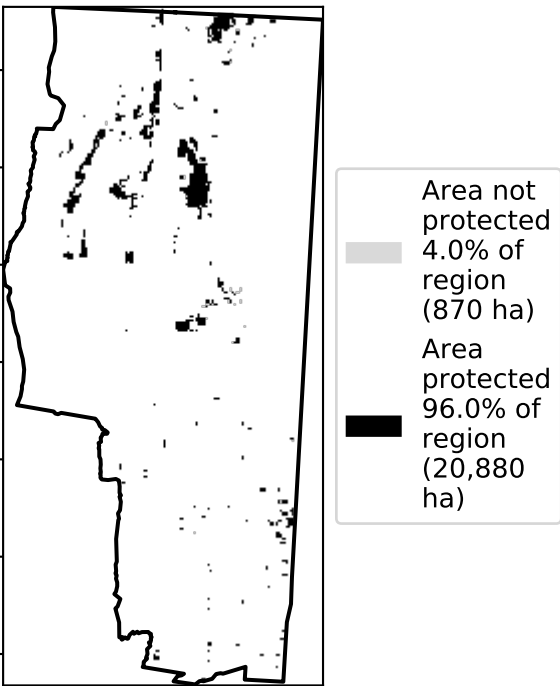 Area not
protected
4.0% of
region
(870 ha)
Area
protected
96.0% of
region
(20,880
ha)